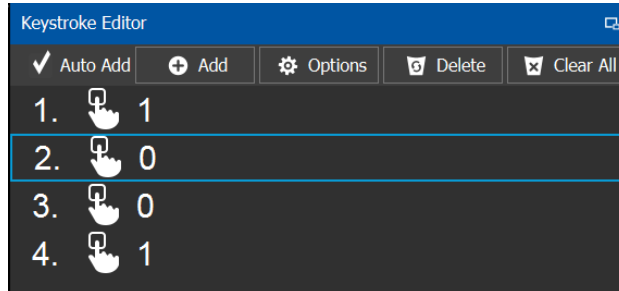 Keystroke Editor
Auto Add Add Options Delete Clear All
1. 1
2. 0
3. 0
4. 1